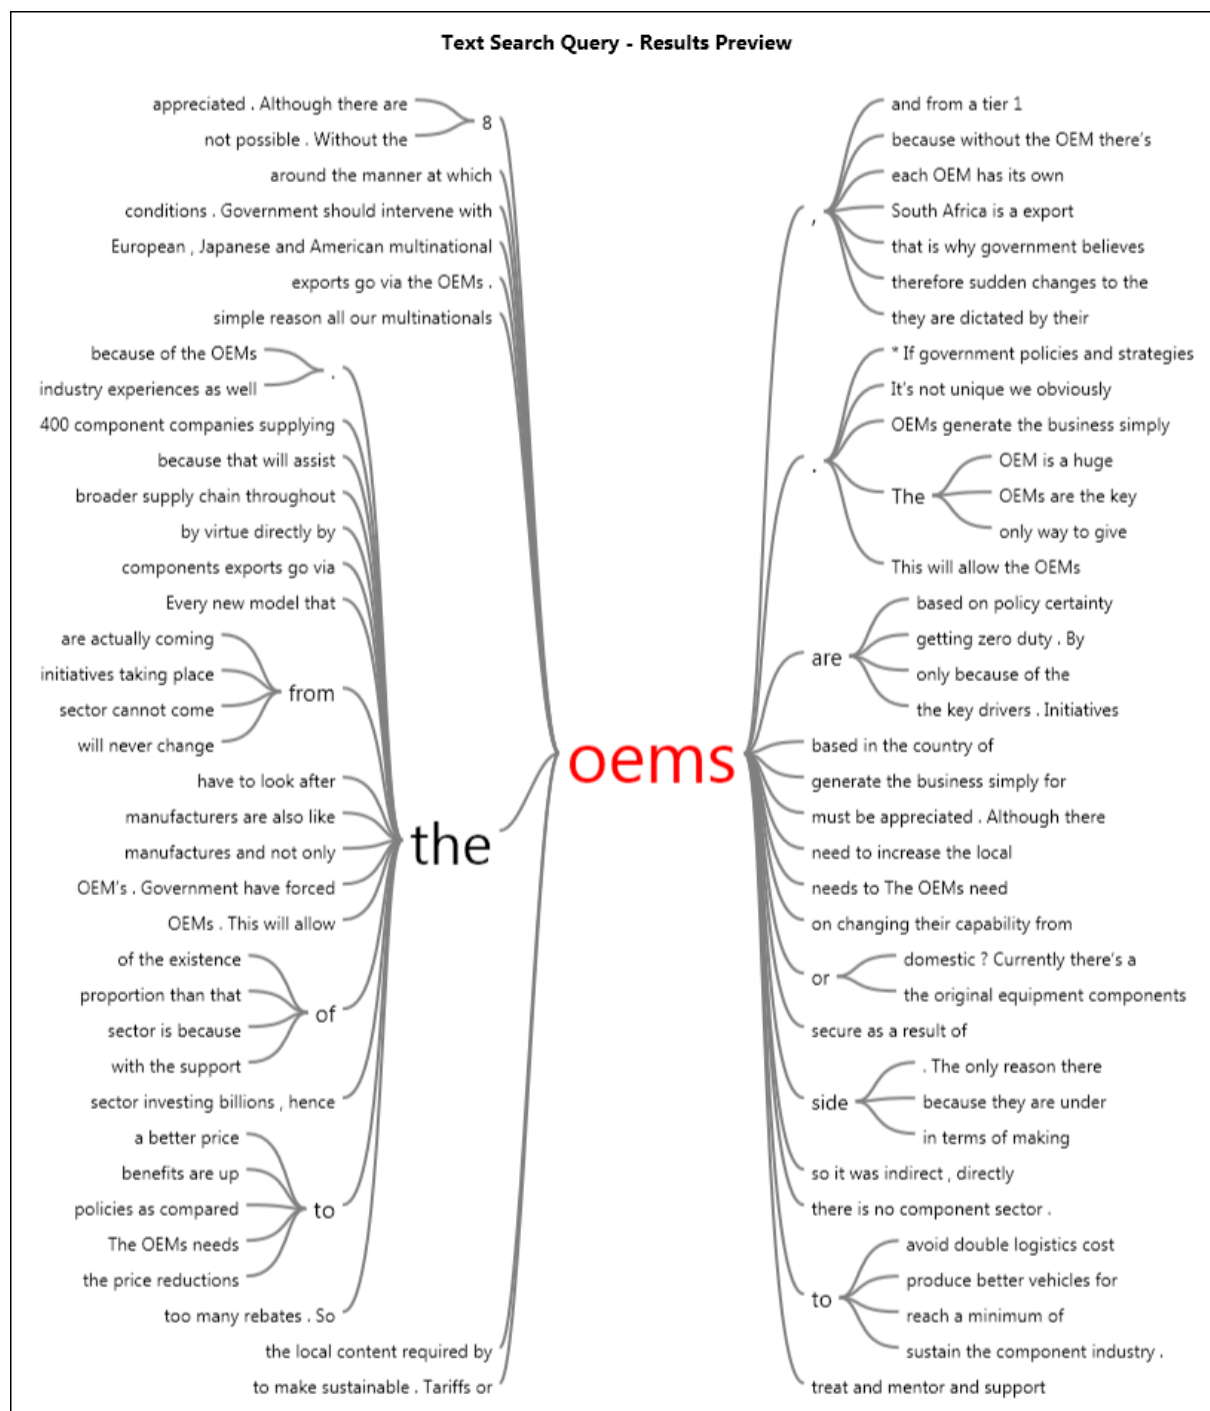 Text Search Query - Results Preview
appreciated . Although there are
not possible . Without the
8
around the manner at which
conditions . Government should intervene with
European , Japanese and American multinational
exports go via the OEMs .
simple reason all our multinationals
because of the OEMs
industry experiences as well
.
400 component companies supplying
because that will assist
broader supply chain throughout
by virtue directly by
components exports go via
Every new model that
are actually coming
initiatives taking place
sector cannot come
will never change
from
have to look after
manufacturers are also like
manufactures and not only
OEM's . Government have forced
OEMs . This will allow
of the existence
proportion than that
sector is because
with the support
of
sector investing billions , hence
a better price
benefits are up
policies as compared
The OEMs needs
the price reductions
to
too many rebates . So
the
the local content required by
to make sustainable . Tariffs or
oems
,
and from a tier 1
because without the OEM there's
each OEM has its own
South Africa is a export
that is why government believes
therefore sudden changes to the
they are dictated by their
.
* If government policies and strategies
It's not unique we obviously
OEMs generate the business simply
The
OEM is a huge
OEMs are the key
only way to give
This will allow the OEMs
are
based on policy certainty
getting zero duty . By
only because of the
the key drivers . Initiatives
based in the country of
generate the business simply for
must be appreciated . Although there
need to increase the local
needs to The OEMs need
on changing their capability from
or
domestic ? Currently there's a
the original equipment components
secure as a result of
side
. The only reason there
because they are under
in terms of making
so it was indirect , directly
there is no component sector .
to
avoid double logistics cost
produce better vehicles for
reach a minimum of
sustain the component industry .
treat and mentor and support